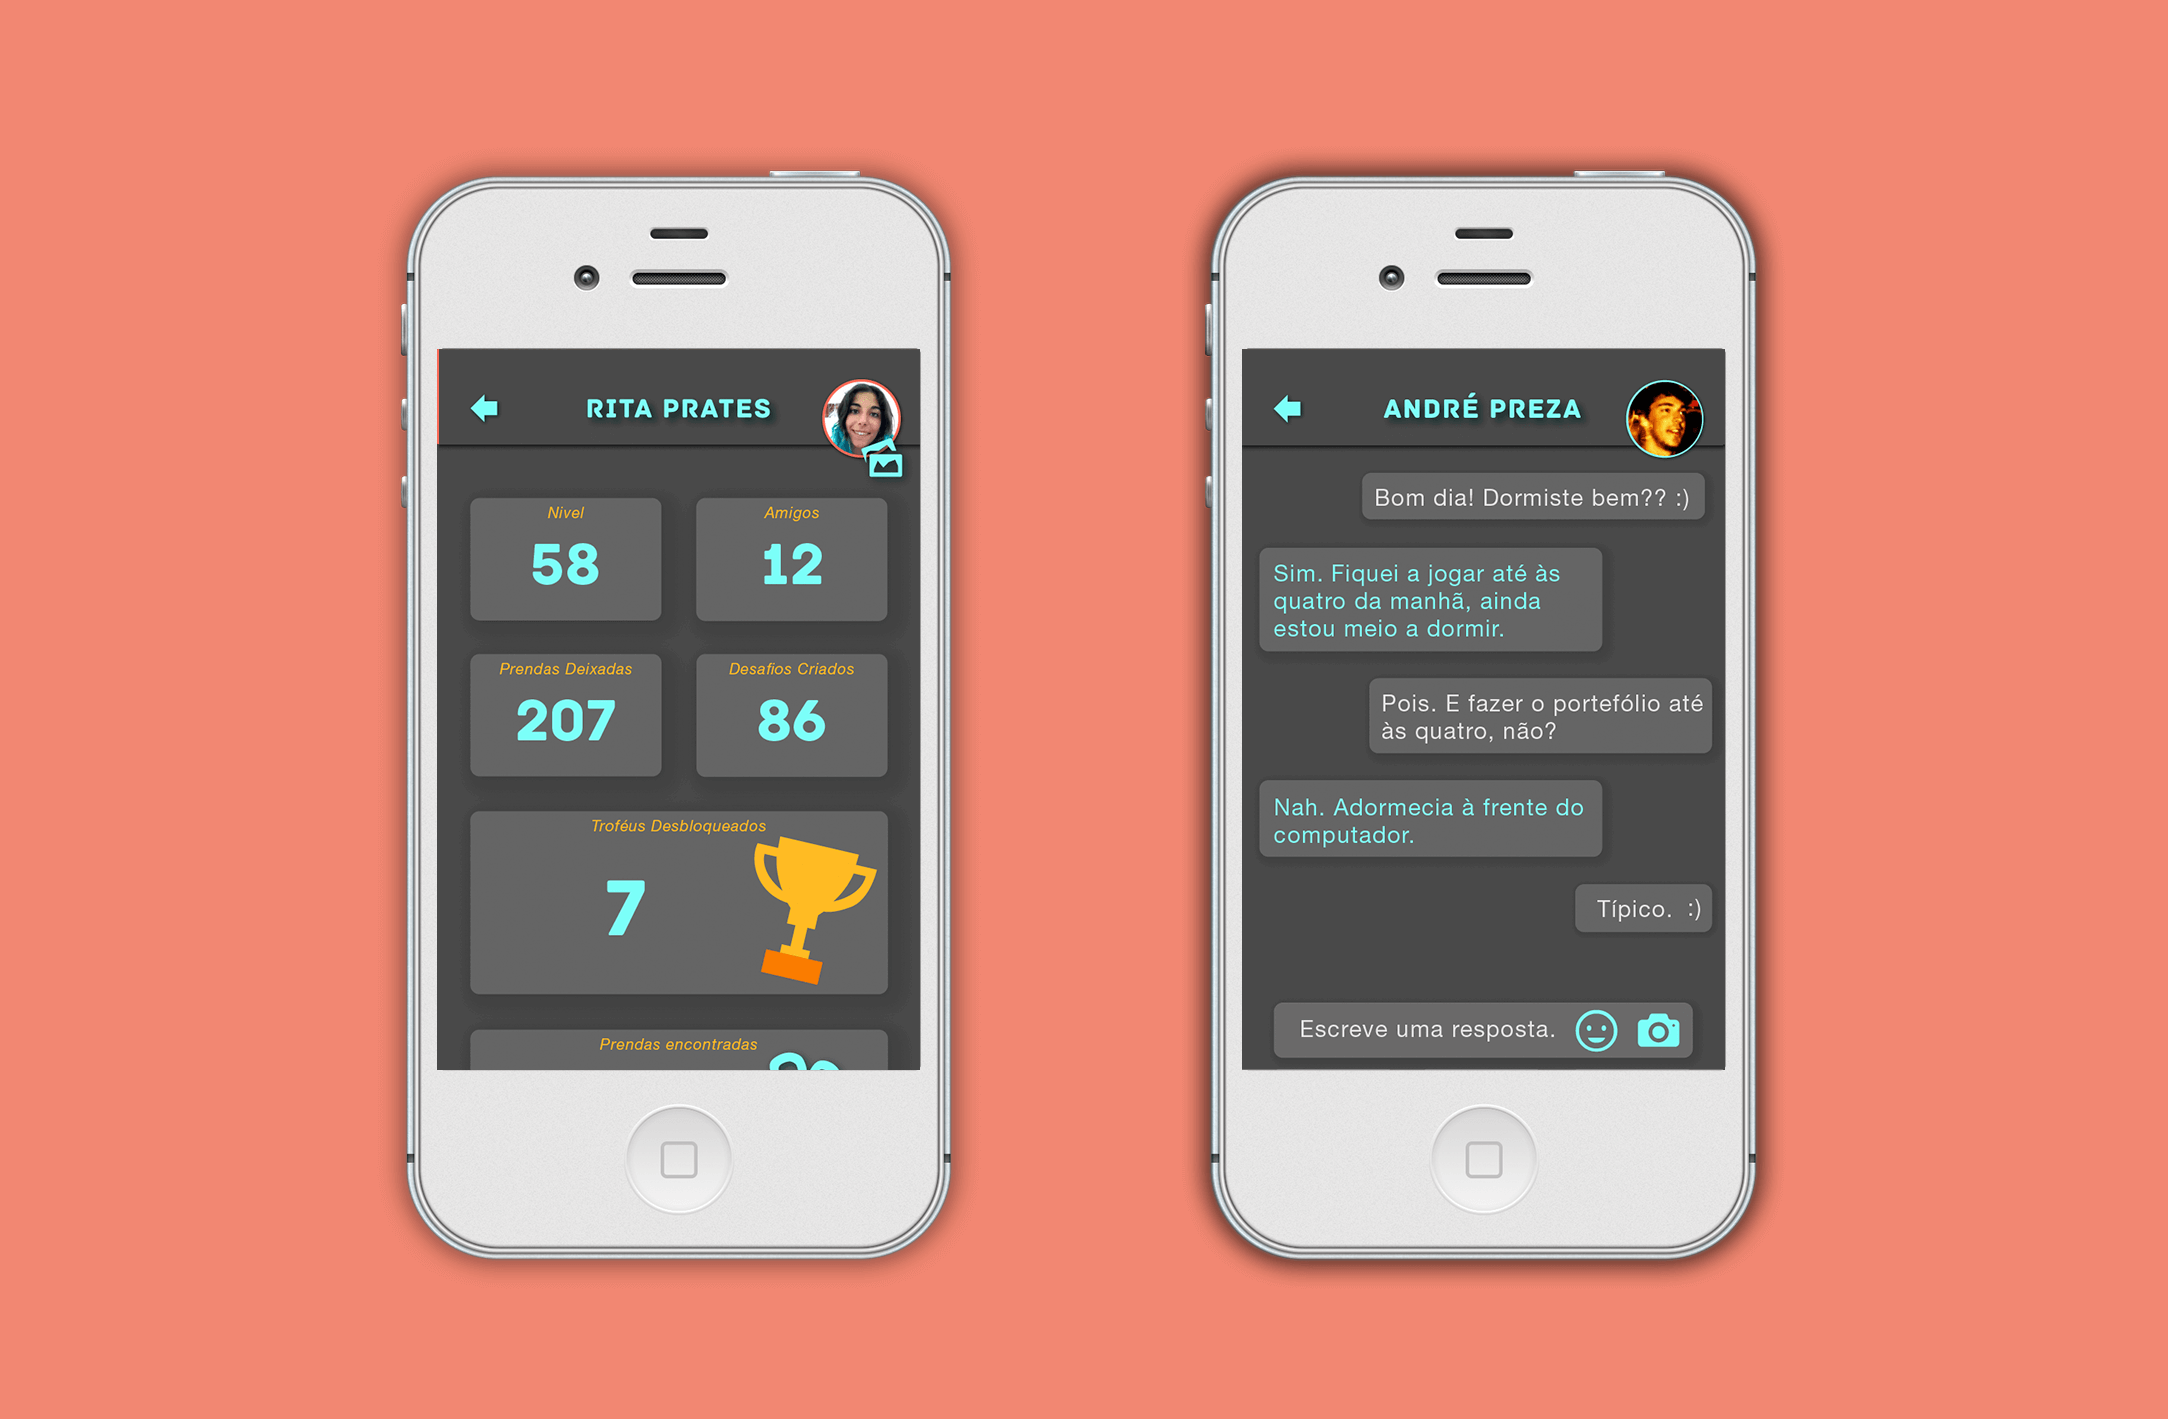 RITA PRATES
Nivel
58
Amigos
12
Prendas Deixadas
207
Desafios Criados
86
Troféus Desbloqueados
7
Prendas encontradas
ANDRÉ PREZA
Bom dia! Dormiste bem?? :)
Sim. Fiquei a jogar até às
quatro da manhã, ainda
estou meio a dormir.
Pois. E fazer o portefólio até
às quatro, não?
Nah. Adormecia à frente do
computador.
Típico. :)
Escreve uma resposta.